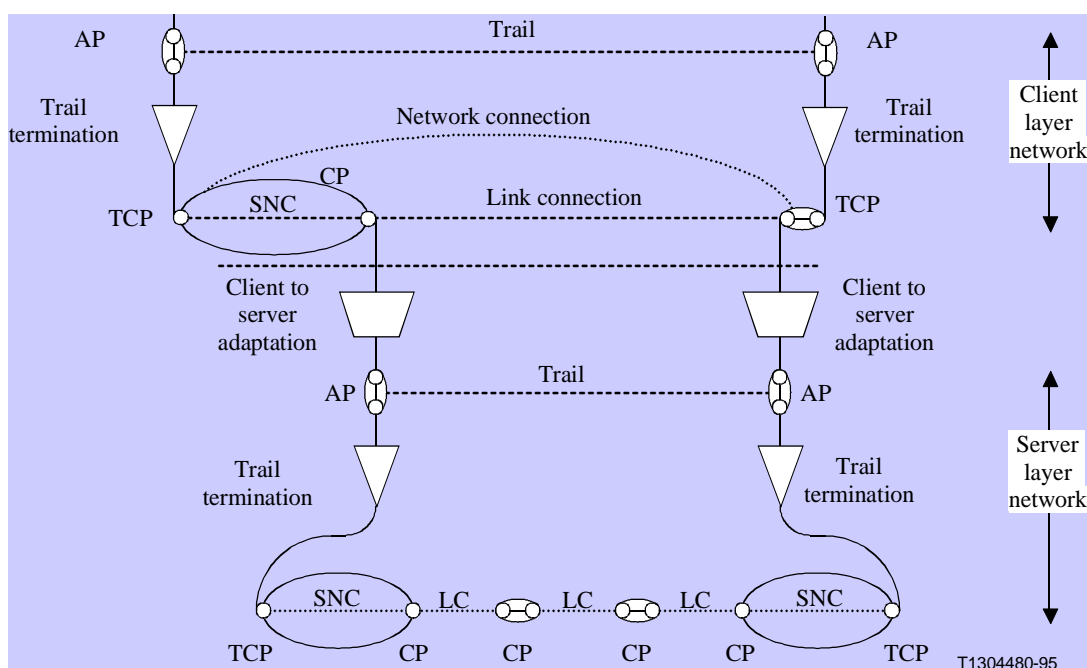 AP
Trail
AP
Trail
termination
Trail
termination
Client
layer
network
Network connection
CP
TCP
SNC
Link connection
TCP
Client to
server
adaptation
Client to
server
adaptation
AP
Trail
AP
Trail
termination
Trail
termination
Server
layer
network
SNC
LC
LC
LC
SNC
TCP
CP
CP
CP
CP
TCP
T1304480-95